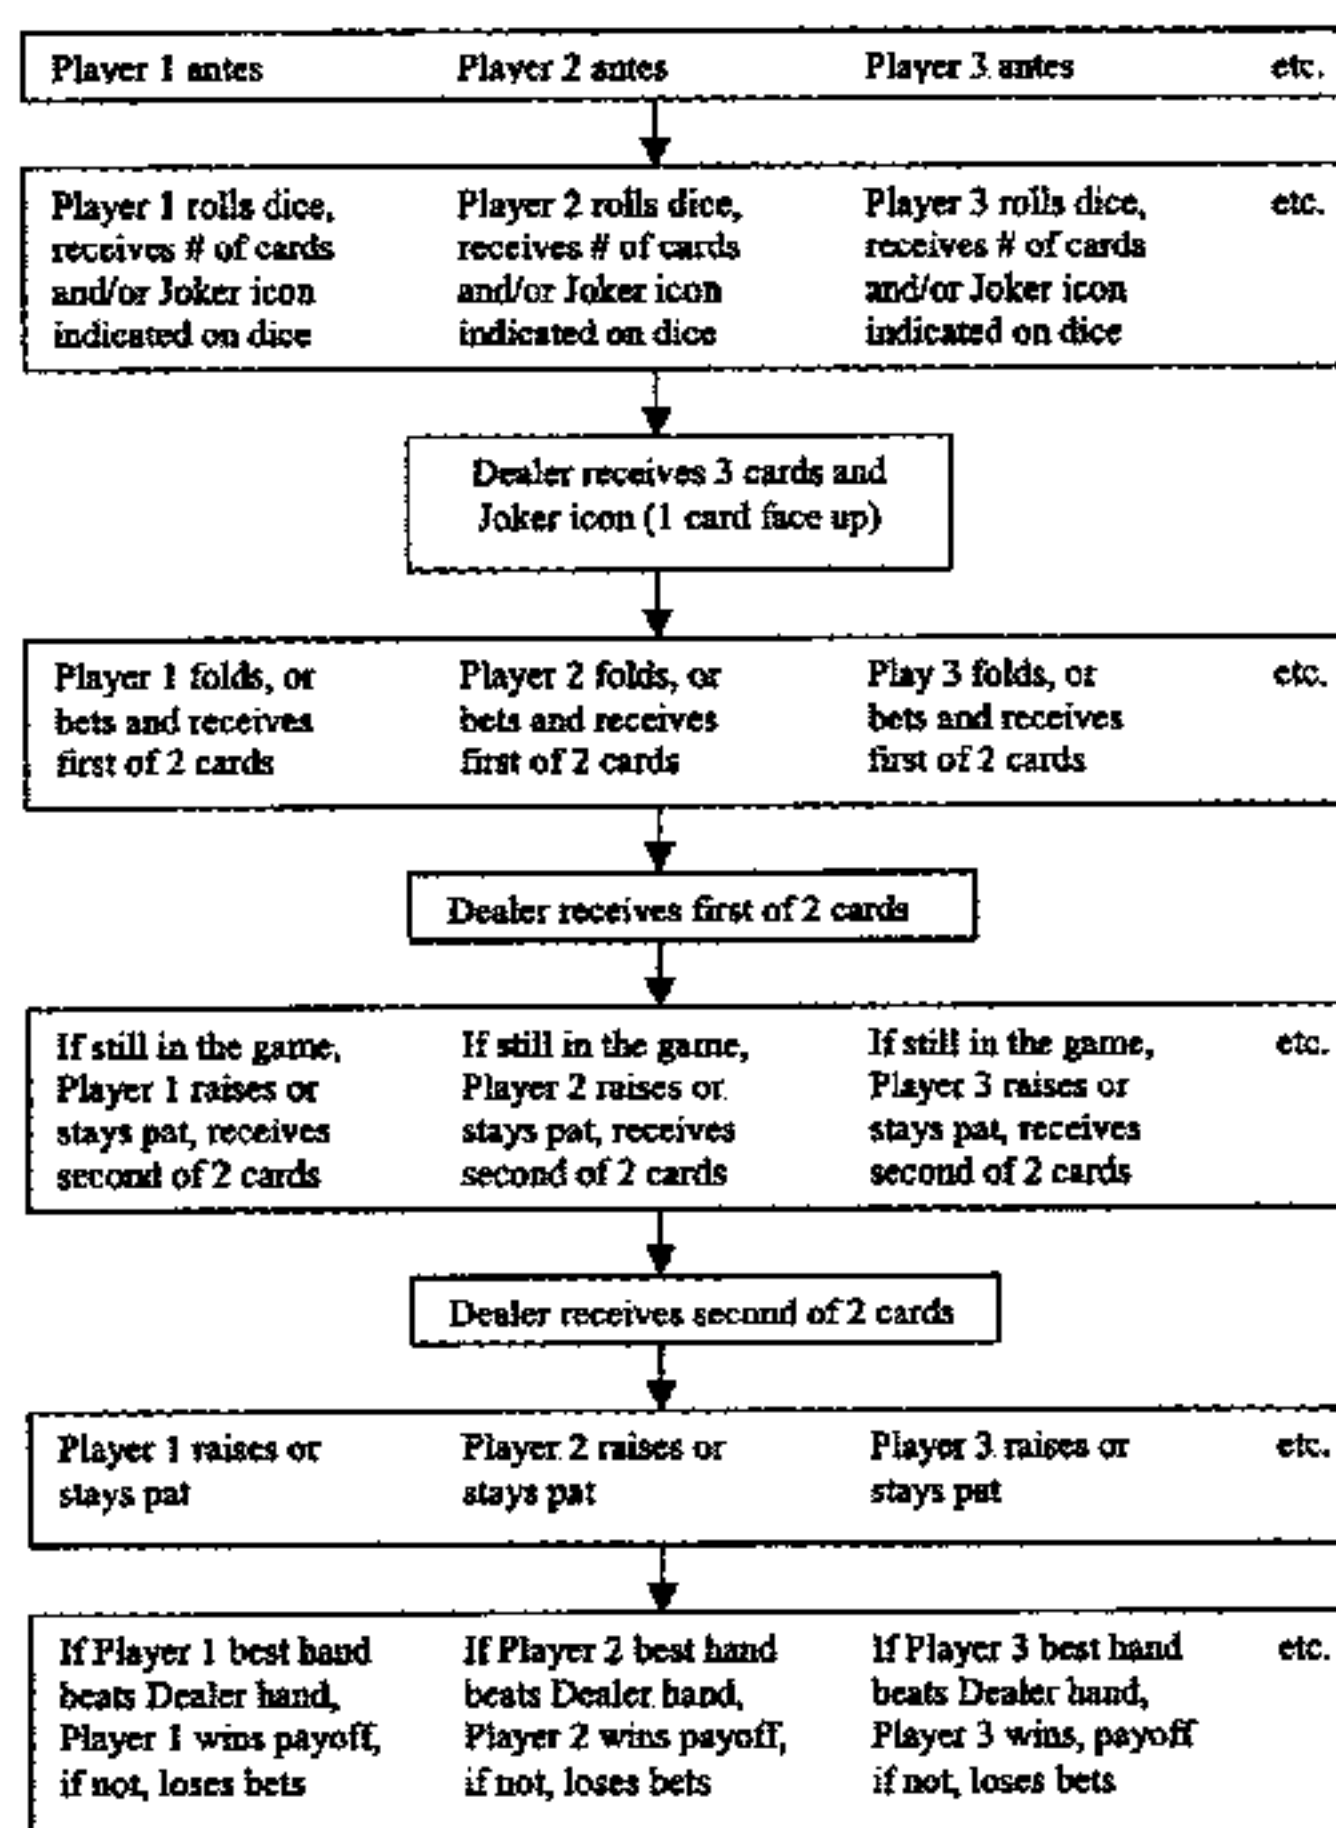 Player 1 antes Player 2 antes Player 3 antes etc.
Player 1 rolls dice, Player 2 rolls dice, Player 3 rolls dice, etc.
receives # of cards receives # of cards receives # of cards
and/or Joker icon and/or Joker icon and/or Joker icon
indicated on dice indicated on dice indicated on dice
Dealer receives 3 cards and
Joker icon (1 card face up)
Player 1 folds, or Player 2 folds, or Play 3 folds, or etc.
bets and receives bets and receives bets and receives
first of 2 cards first of 2 cards first of 2 cards
Dealer receives first of 2 cards
If still in the game, If still in the game, If still in the game, etc.
Player 1 raises or Player 2 raises or Player 3 raises or
stays pat, receives stays pat, receives stays pat, receives
second of 2 cards second of 2 cards second of 2 cards
Dealer receives second of 2 cards
Player 1 raises or Player 2 raises or Player 3 raises or etc.
stays pat stays pat stays pat
If Player 1 best hand If Player 2 best hand If Player 3 best hand etc.
beats Dealer hand, beats Dealer hand, beats Dealer hand,
Player 1 wins payoff, Player 2 wins payoff, Player 3 wins, payoff
if not, loses bets if not, loses bets if not, loses bets